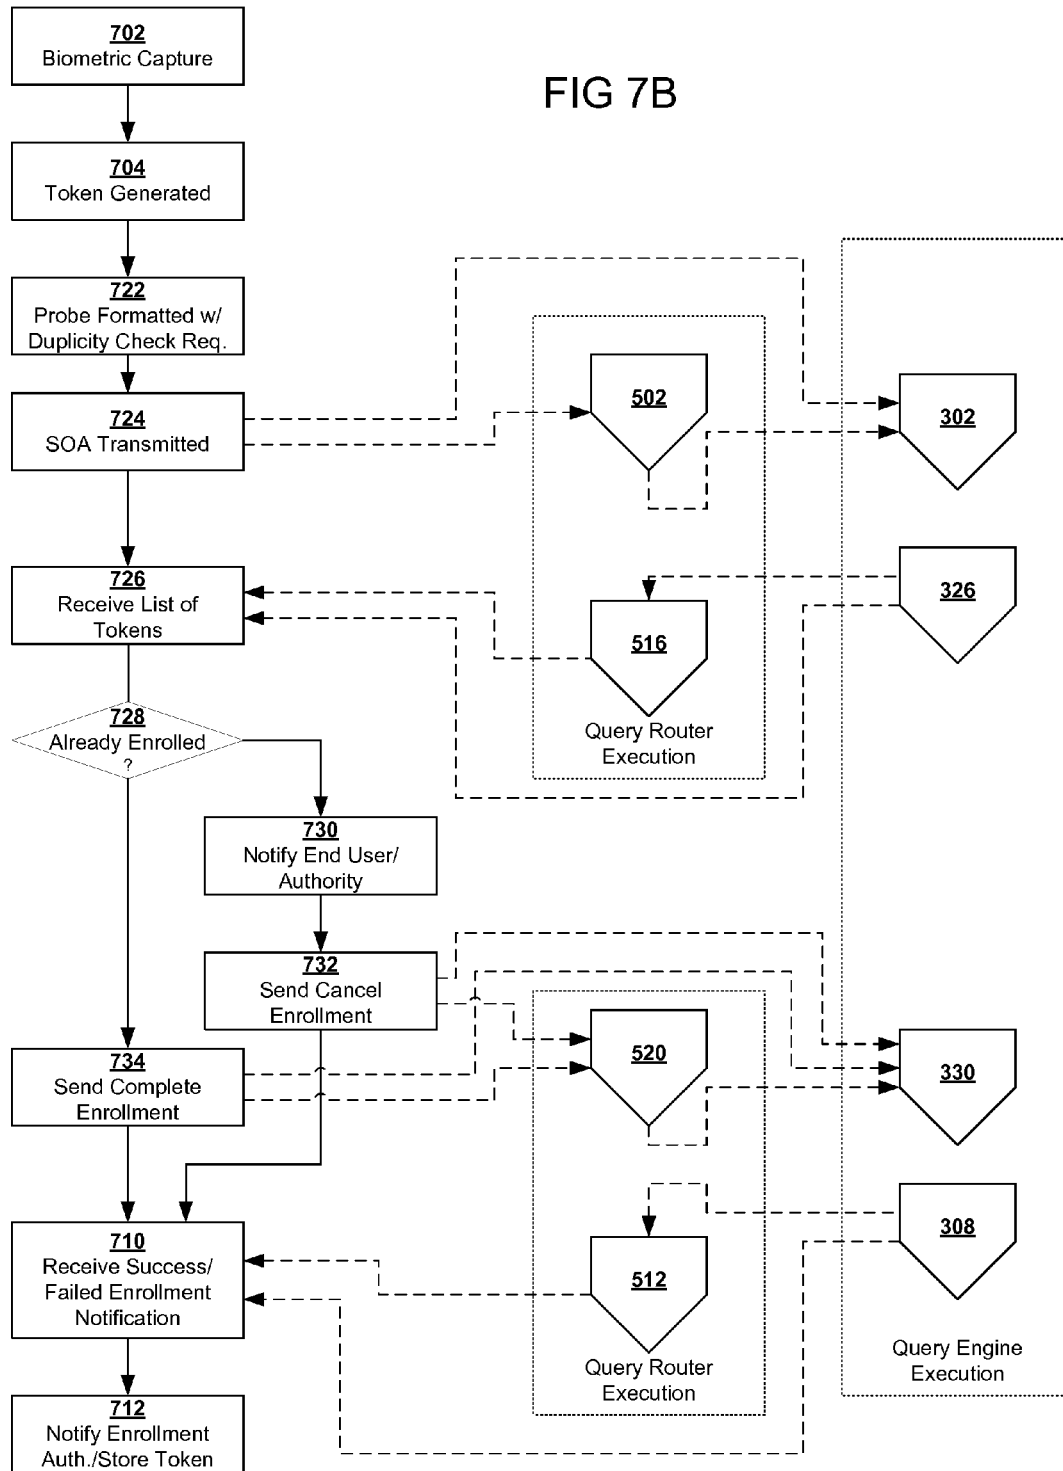 702
Biometric Capture
FIG 7B
704
Token Generated
722
Probe Formatted w/
Duplicity Check Req.
724
SOA Transmitted
502
302
726
Receive List of
Tokens
516
326
Query Router
Execution
728
Already Enrolled
?
730
Notify End User/
Authority
732
Send Cancel
Enrollment
734
Send Complete
Enrollment
520
330
710
Receive Success/
Failed Enrollment
Notification
512
308
Query Router
Execution
Query Engine
Execution
712
Notify Enrollment
Auth./Store Token